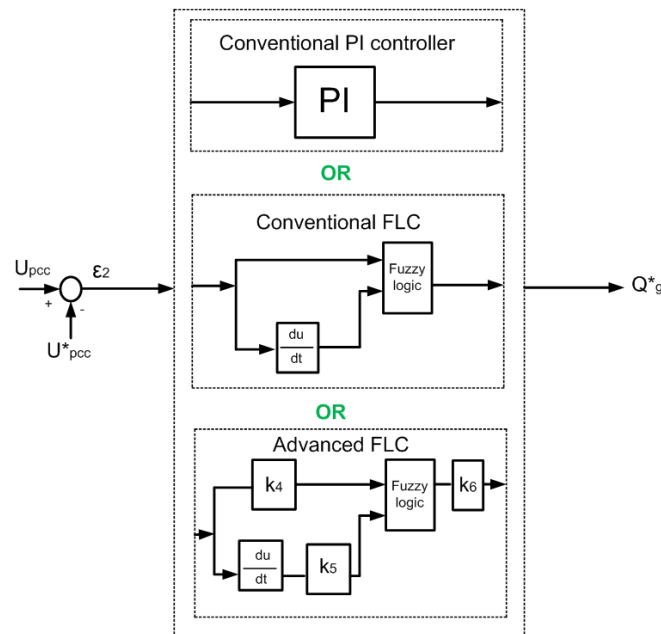 Conventional PI controller
PI
OR
Conventional FLC
Fuzzy
logic
du
dt
Upcc
+
ε2
-
U*pcc
Q*g
OR
Advanced FLC
k4
Fuzzy
logic
k6
du
dt
k5